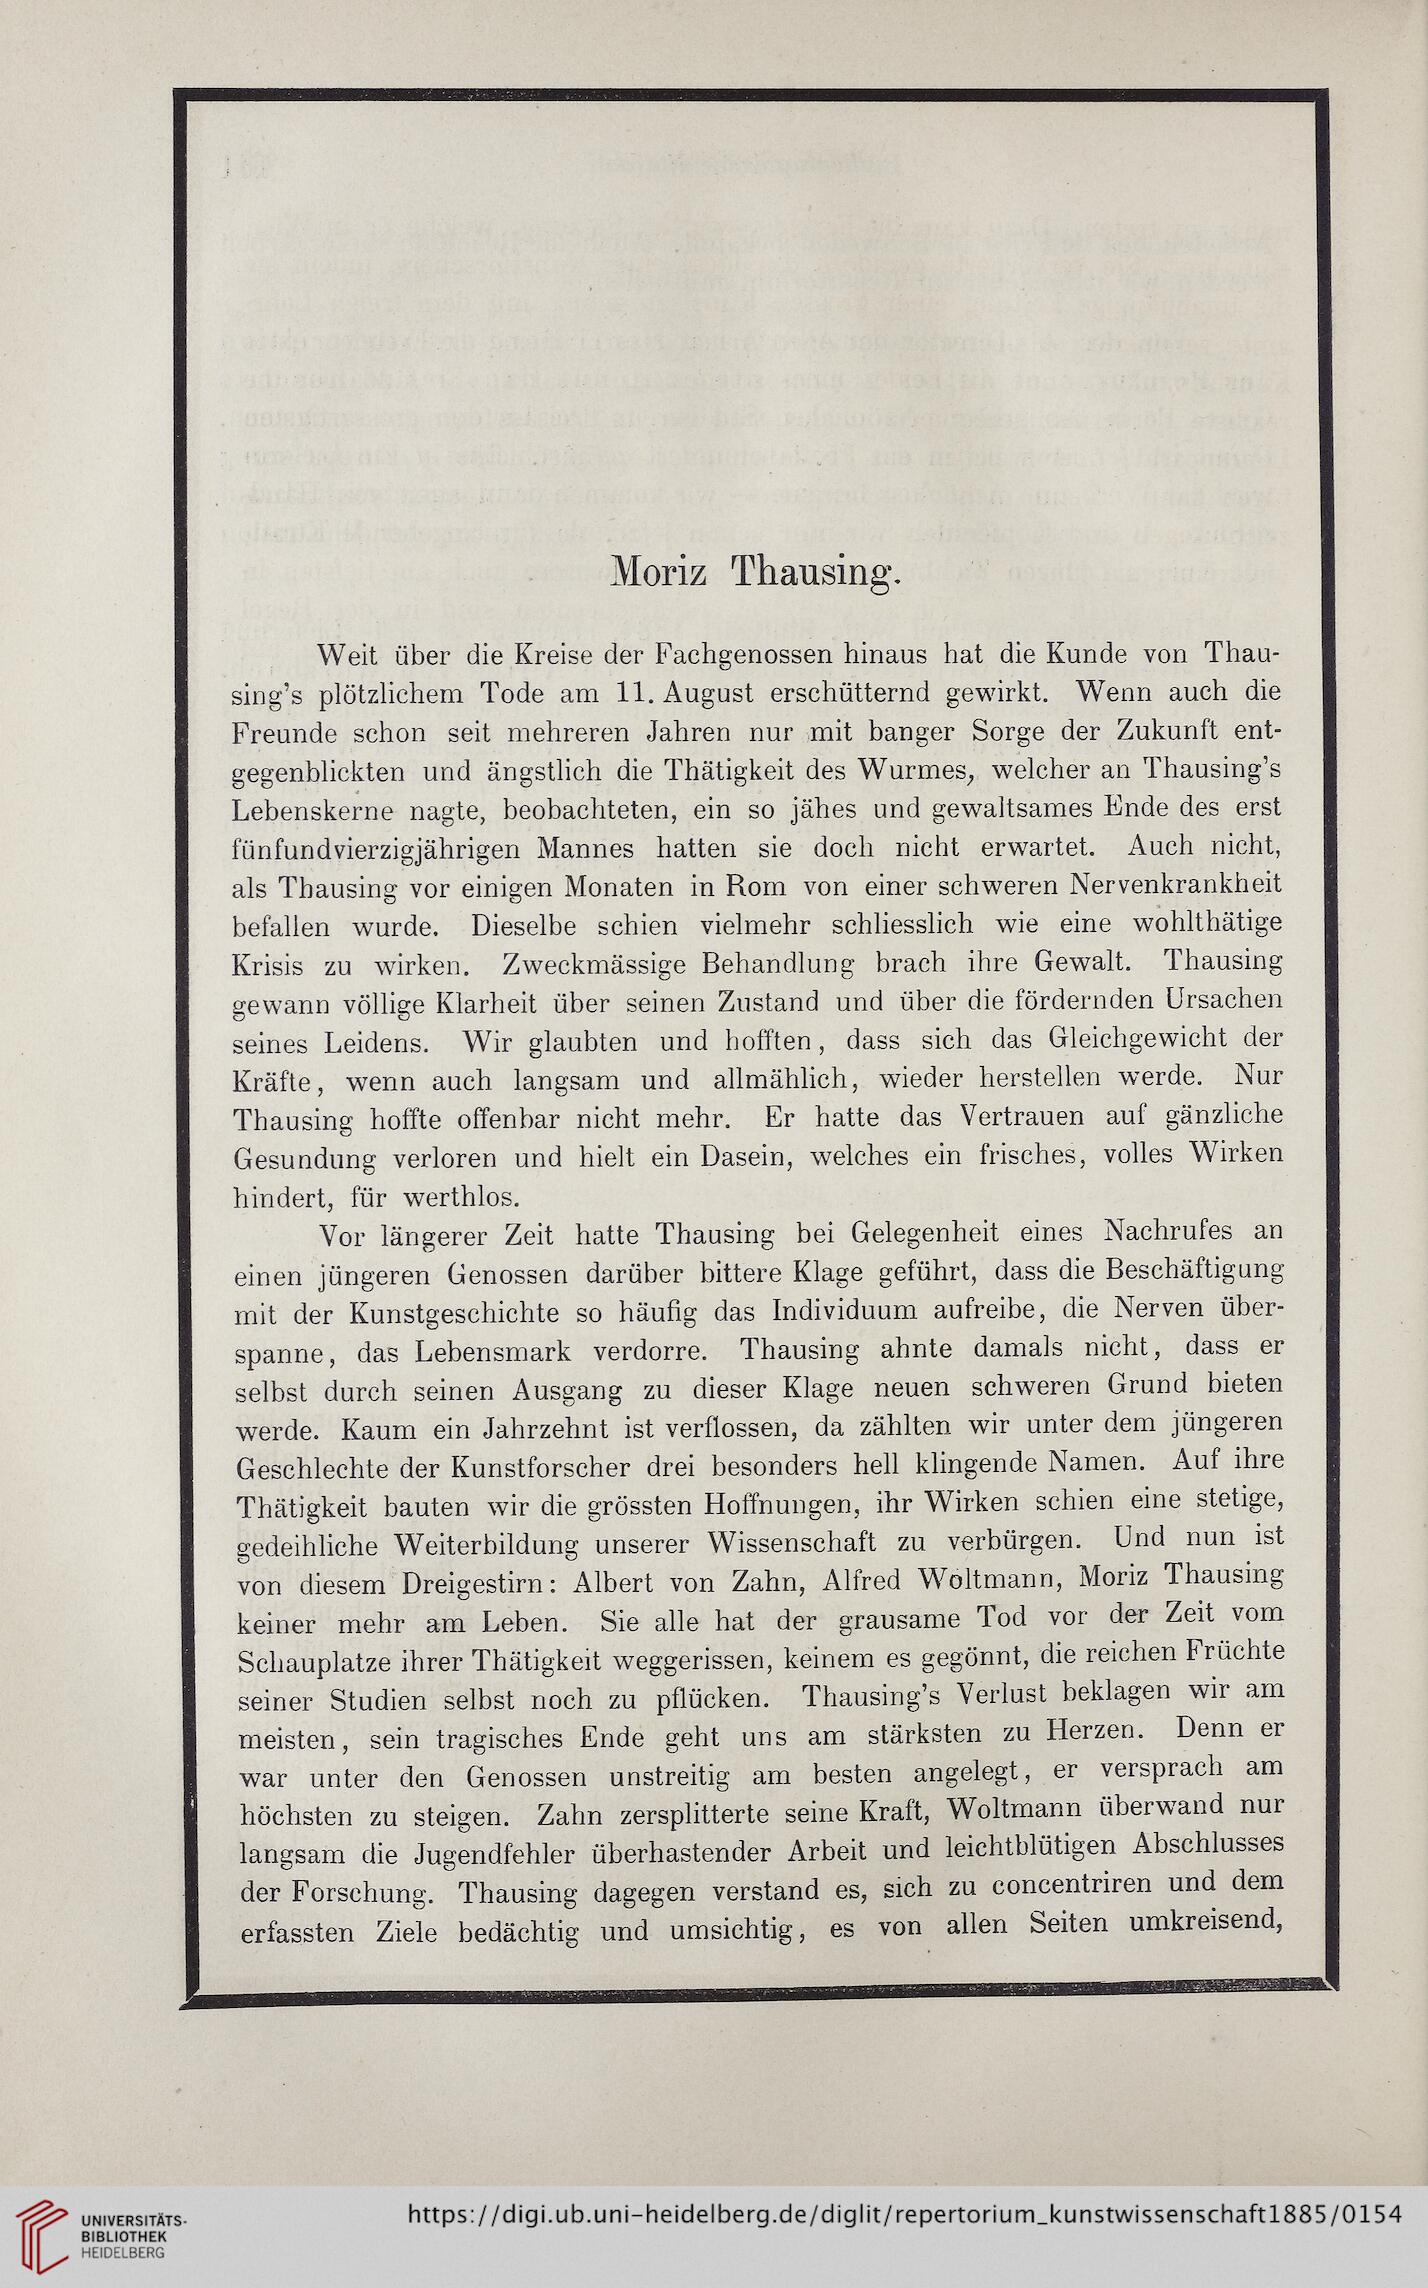 Moriz Thausing.
Weit über die Kreise der Fachgenossen hinaus hat die Kunde von Thau-
sing's plötzlichem Tode am 11. August erschütternd gewirkt. Wenn auch die
Freunde schon seit mehreren Jahren nur mit banger Sorge der Zukunft ent-
gegenblickten und ängstlich die Thätigkeit des Wurmes, welcher an Thausing's
Lebenskerne nagte, beobachteten, ein so jähes und gewaltsames Ende des erst
fünfundvierzigjährigen Mannes hatten sie doch nicht erwartet. Auch nicht,
als Thausing vor einigen Monaten in Rom von einer schweren Nervenkrankheit
befallen wurde. Dieselbe schien vielmehr schliesslich wie eine wohlthätige
Krisis zu wirken. Zweckmässige Behandlung brach ihre Gewalt. Thausing
gewann völlige Klarheit über seinen Zustand und über die fördernden Ursachen
seines Leidens. Wir glaubten und hofften, dass sich das Gleichgewicht der
Kräfte, wenn auch langsam und allmählich, wieder herstellen werde. Nur
Thausing hoffte offenbar nicht mehr. Er hatte das Vertrauen auf gänzliche
Gesundung verloren und hielt ein Dasein, welches ein frisches, volles Wirken
hindert, für werthlos.
Vor längerer Zeit hatte Thausing bei Gelegenheit eines Nachrufes an
einen jüngeren Genossen darüber bittere Klage geführt, dass die Beschäftigung
mit der Kunstgeschichte so häufig das Individuum aufreibe, die Nerven über-
spanne, das Lebensmark verdorre. Thausing ahnte damals nicht, dass er
selbst durch seinen Ausgang zu dieser Klage neuen schweren Grund bieten
werde. Kaum ein Jahrzehnt ist verflossen, da zählten wir unter dem jüngeren
Geschlechte der Kunstforscher drei besonders hell klingende Namen. Auf ihre
Thätigkeit bauten wir die grössten Hoffnungen, ihr Wirken schien eine stetige,
gedeihliche Weiterbildung unserer Wissenschaft zu verbürgen. Und nun ist
von diesem Dreigestirn: Albert von Zahn, Alfred Woltmann, Moriz Thausing
keiner mehr am Leben. Sie alle hat der grausame Tod vor der Zeit vom
Schauplatze ihrer Thätigkeit weggerissen, keinem es gegönnt, die reichen Früchte
seiner Studien selbst noch zu pflücken. Thausing's Verlust beklagen wir am
meisten, sein tragisches Ende geht uns am stärksten zu Herzen. Denn er
war unter den Genossen unstreitig am besten angelegt, er versprach am
höchsten zu steigen. Zahn zersplitterte seine Kraft, Woltmann überwand nur
langsam die Jugendfehler überhastender Arbeit und leichtblütigen Abschlusses
der Forschung. Thausing dagegen verstand es, sich zu concentriren und dem
erfassten Ziele bedächtig und umsichtig, es von allen Seiten umkreisend,
UNIVERSITÄTS-
BIBLIOTHEK
HEIDELBERG
https://digi.ub.uni-heidelberg.de/diglit/repertorium_kunstwissenschaft1885/0154